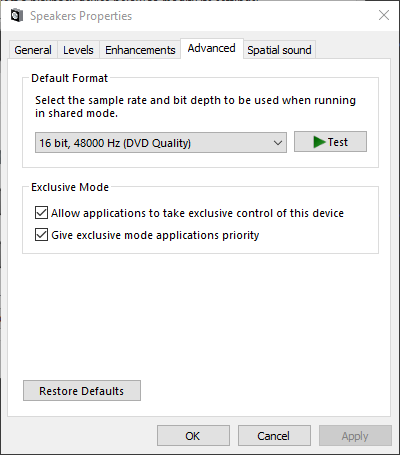 Speakers Properties
General Levels Enhancements Advanced Spatial sound
Default Format
Select the sample rate and bit depth to be used when running
in shared mode.
16 bit, 48000 Hz (DVD Quality) Test
Exclusive Mode
Allow applications to take exclusive control of this device
Give exclusive mode applications priority
Restore Defaults
OK Cancel Apply